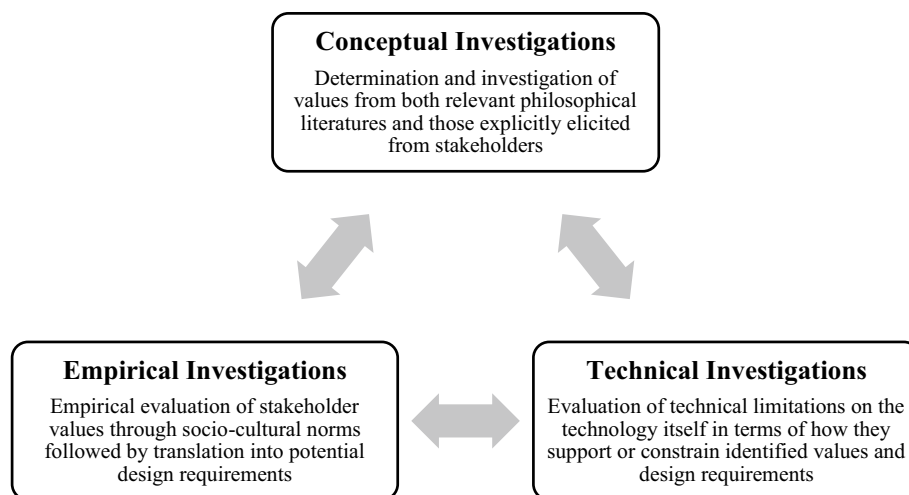 Conceptual Investigations
Determination and investigation of
values from both relevant philosophical
literatures and those explicitly elicited
from stakeholders
Empirical Investigations
Empirical evaluation of stakeholder
values through socio-cultural norms
followed by translation into potential
design requirements
Technical Investigations
Evaluation of technical limitations on the
technology itself in terms of how they
support or constrain identified values and
design requirements